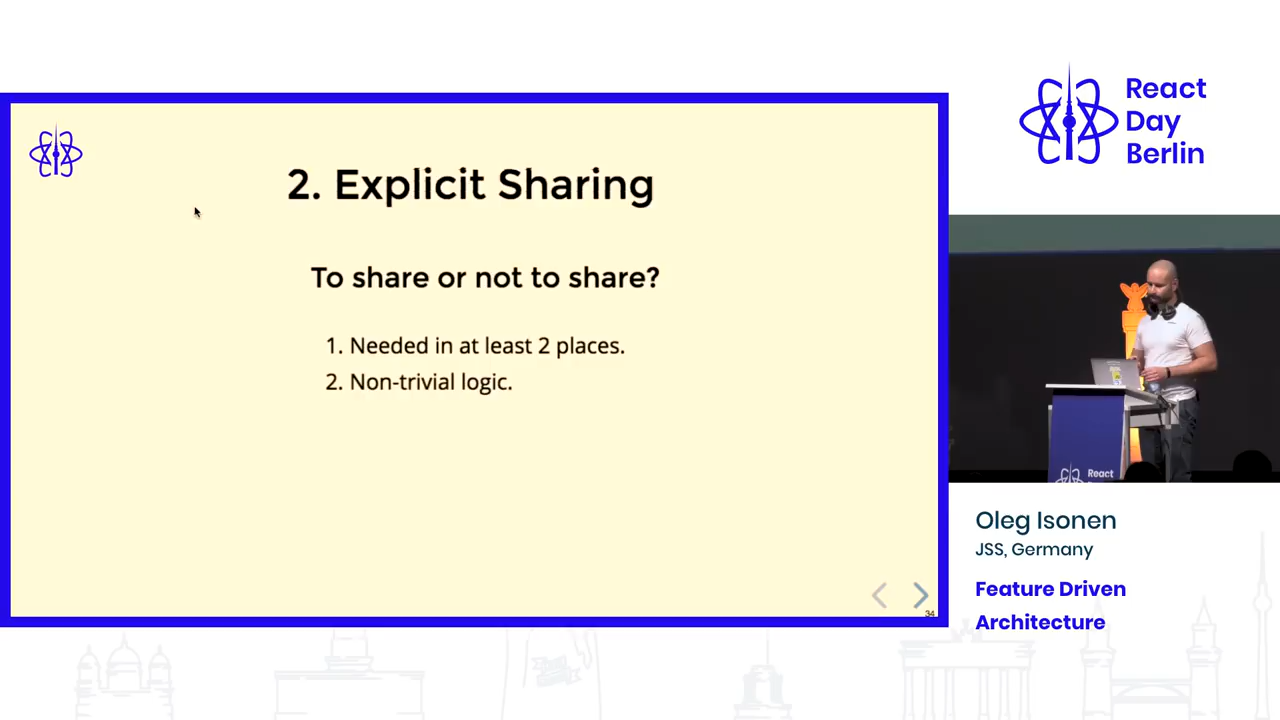 React
Day
Berlin
2. Explicit Sharing
To share or not to share?
1. Needed in at least 2 places.
2. Non-trivial logic.
34
React
Oleg Isonen
JSS, Germany
Feature Driven
Architecture